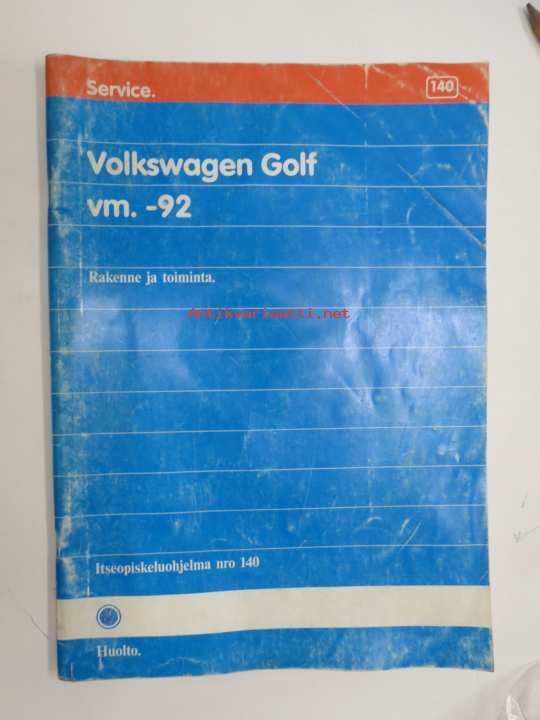 Service.
140
Volkswagen Golf
vm. -92
Rakenne ja toiminta.
Antikvariaatti.net
Itseopiskeluohjelma nro 140
Huolto.